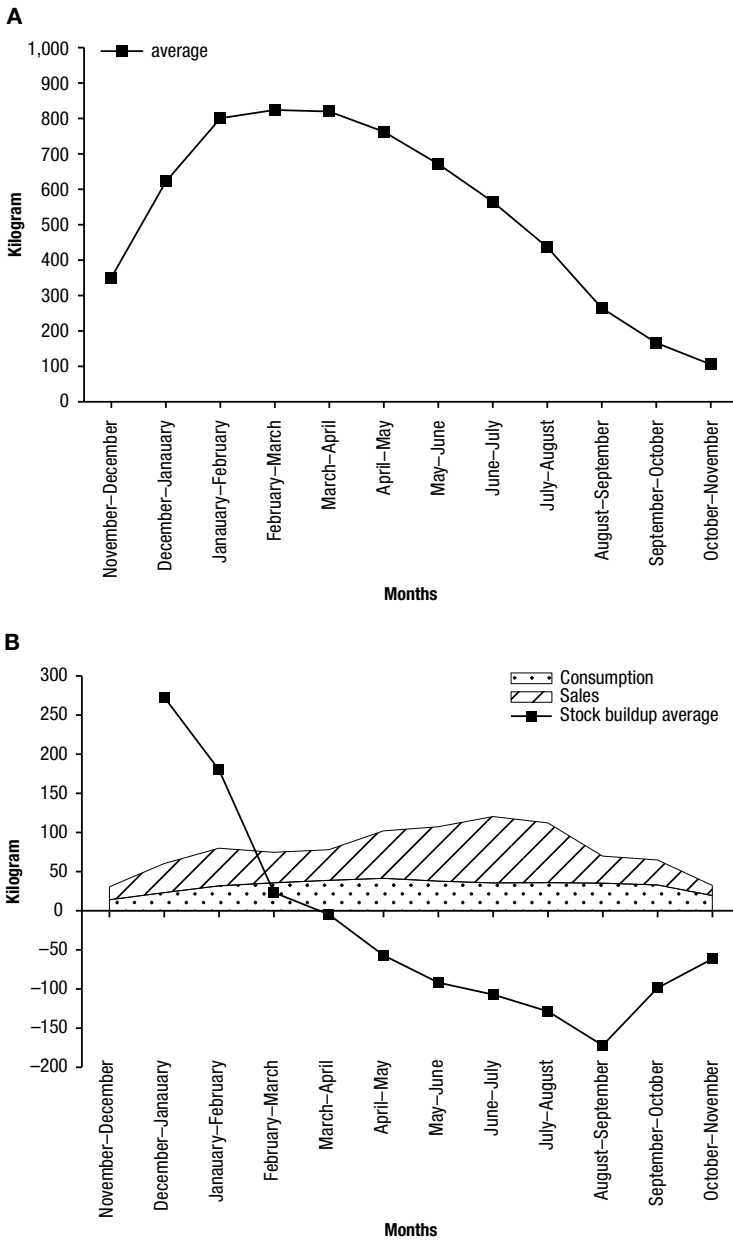 A
average
1,000
900
800
700
600
500
400
300
200
100
0
Kilogram
November–December
December–Janauary
Janauary–February
February–March
March–April
April–May
May–June
June–July
July–August
August–September
September–October
October–November
Months
B
Consumption
Sales
Stock buildup average
300
250
200
150
100
50
0
–50
–100
–150
–200
Kilogram
November–December
December–Janauary
Janauary–February
February–March
March–April
April–May
May–June
June–July
July–August
August–September
September–October
October–November
Months